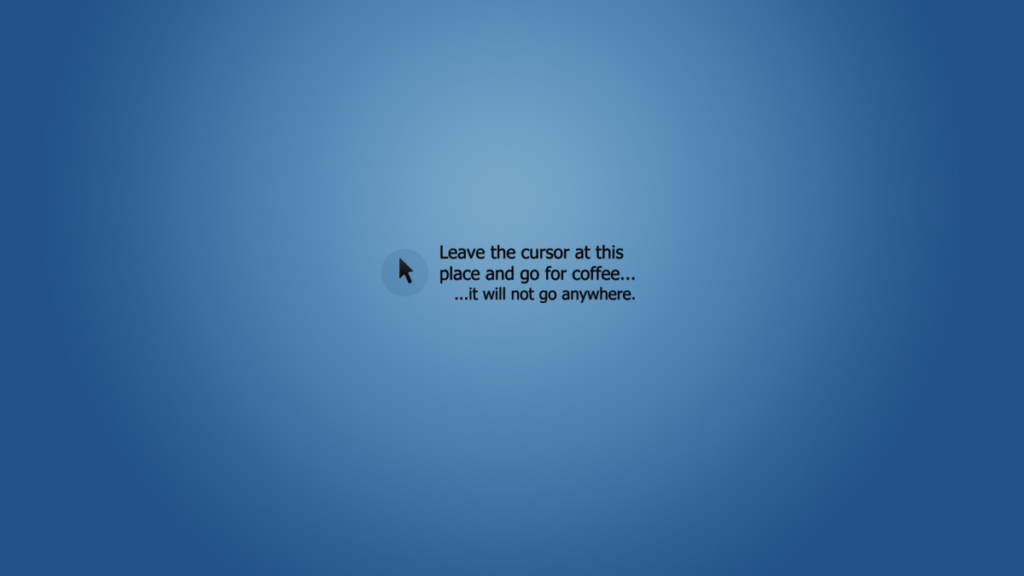 Leave the cursor at this
place and go for coffee...
...it will not go anywhere.